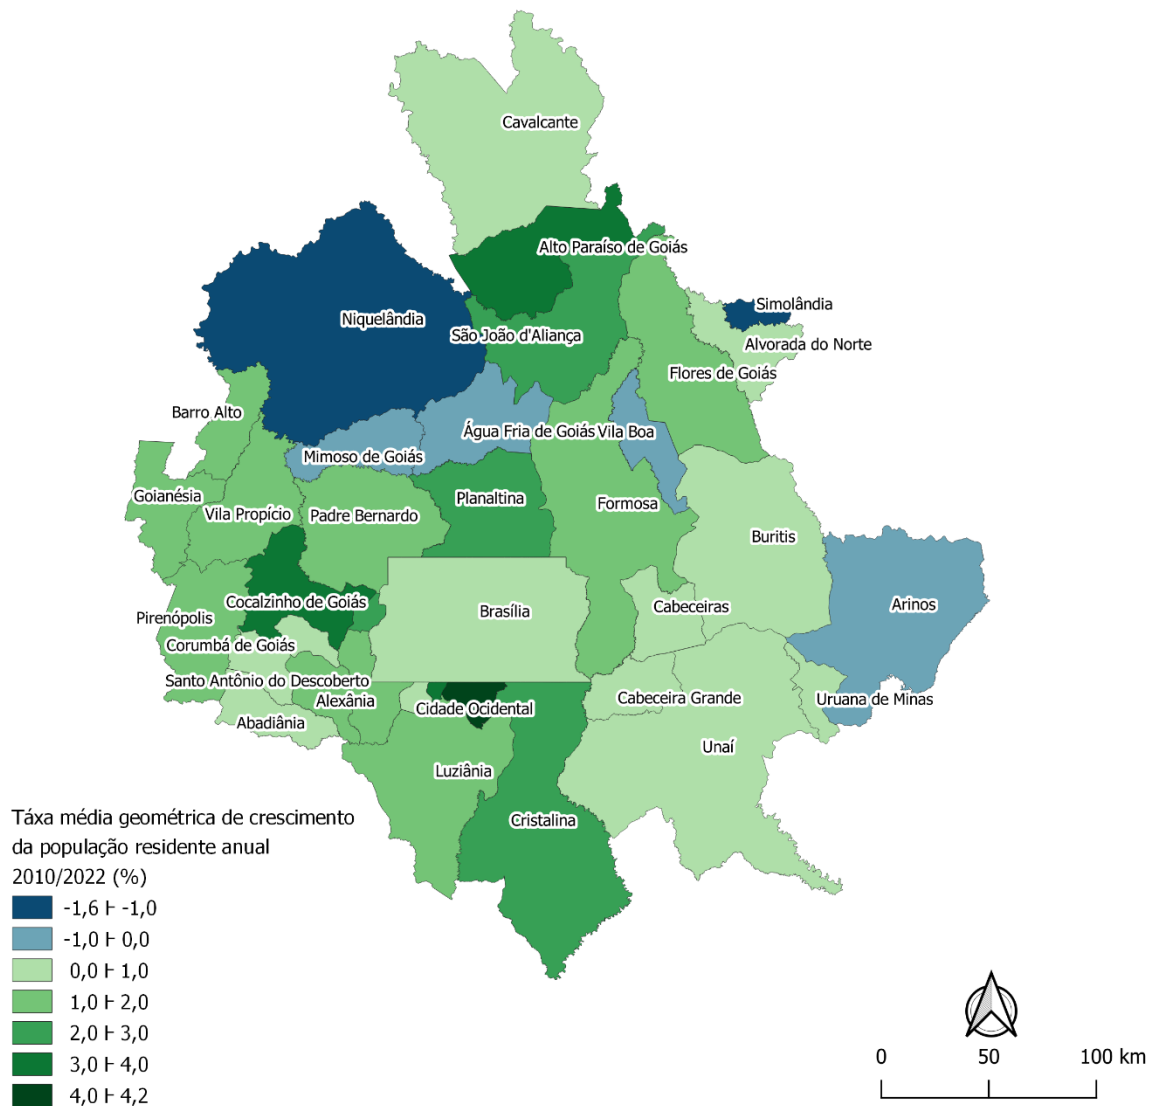 Cavalcante
Alto Paraíso de Goiás
Simolândia
Niquelândia
São João d'Aliança
Alvorada do Norte
Flores de Goiás
Barro Alto
Água Fria de Goiás
Vila Boa
Mimoso de Goiás
Goianésia
Planaltina
Formosa
Vila Propício
Padre Bernardo
Buritis
Cocalzinho de Goiás
Brasília
Cabeceiras
Arinos
Pirenópolis
Corumbá de Goiás
Santo Antônio do Descoberto
Alexânia
Cabeceira Grande
Uruana de Minas
Abadiânia
Cidade Ocidental
Unaí
Luziânia
Cristalina
Táxa média geométrica de crescimento
da população residente anual
2010/2022 (%)
-1,6 Ⱶ -1,0
-1,0 Ⱶ 0,0
0,0 Ⱶ 1,0
1,0 Ⱶ 2,0
2,0 Ⱶ 3,0
3,0 Ⱶ 4,0
4,0 Ⱶ 4,2
0 50 100 km